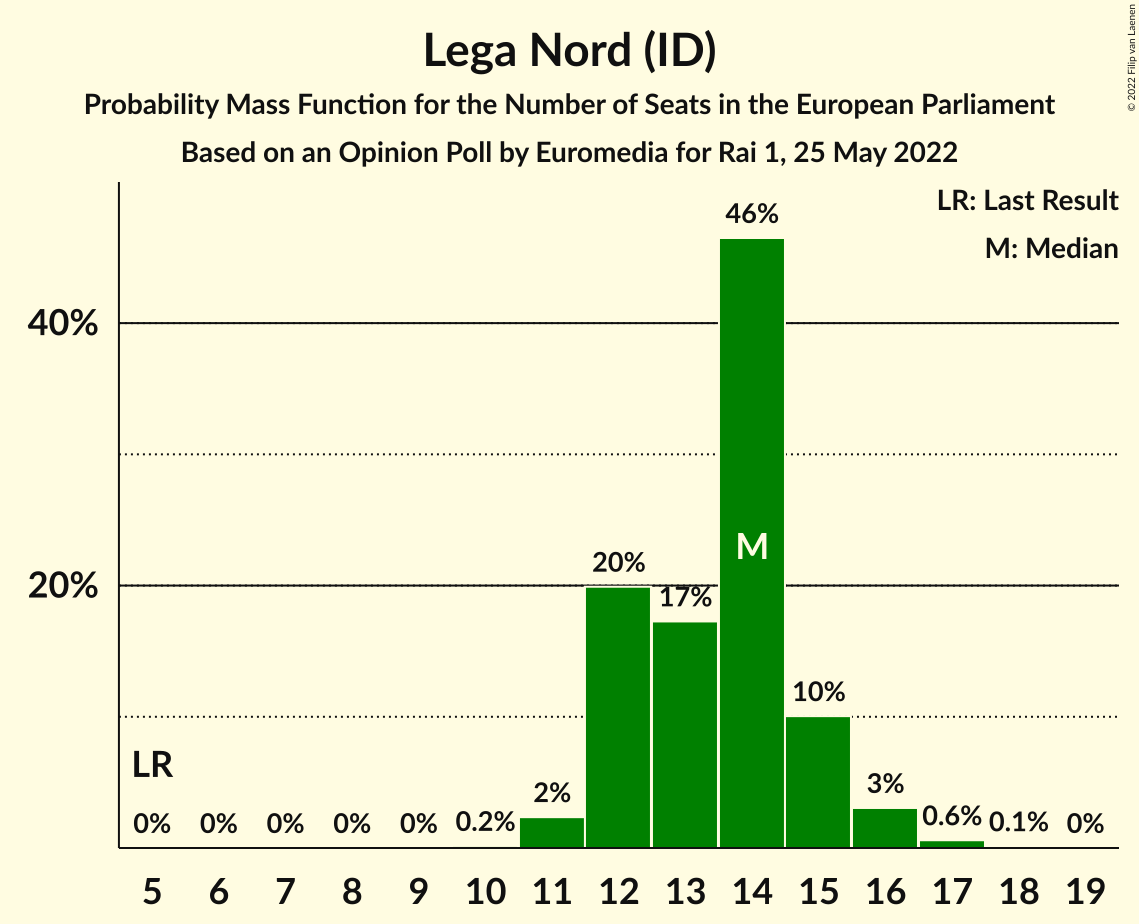 Lega Nord (ID)
Probability Mass Function for the Number of Seats in the European Parliament
Based on an Opinion Poll by Euromedia for Rai 1, 25 May 2022
© 2022 Filip van Laenen
LR: Last Result
M: Median
46%
40%
M
20%
20%
17%
10%
LR
3%
2%
0% 0% 0% 0% 0% 0.2% 0.6% 0.1% 0%
5 6 7 8 9 10 11 12 13 14 15 16 17 18 19